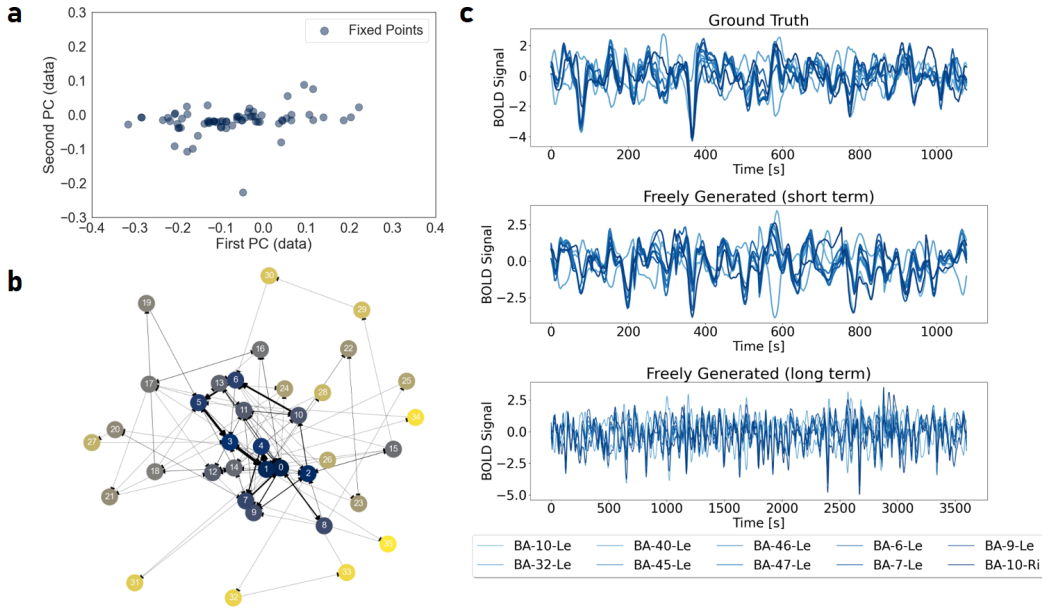 a
0.3
0.2
0.1
0.0
−0.1
−0.2
−0.3
Second PC (data)
Fixed Points
−0.4 −0.3 −0.2 −0.1 0.0 0.1 0.2 0.3 0.4
First PC (data)
b
30
19
29
16
22
13
6
25
17
24
5
28
11
10
34
20
27
3
4
15
26
18
12
14
1
0
2
21
7
23
9
8
33
31
32
c
Ground Truth
BOLD Signal
2
0
−2
−4
0 200 400 600 800 1000
Time [s]
Freely Generated (short term)
BOLD Signal
2.5
0.0
−2.5
0 200 400 600 800 1000
Time [s]
Freely Generated (long term)
BOLD Signal
2.5
0.0
−2.5
−5.0
0 500 1000 1500 2000 2500 3000 3500
Time [s]
BA-10-Le BA-40-Le BA-46-Le BA-6-Le BA-9-Le
BA-32-Le BA-45-Le BA-47-Le BA-7-Le BA-10-Ri